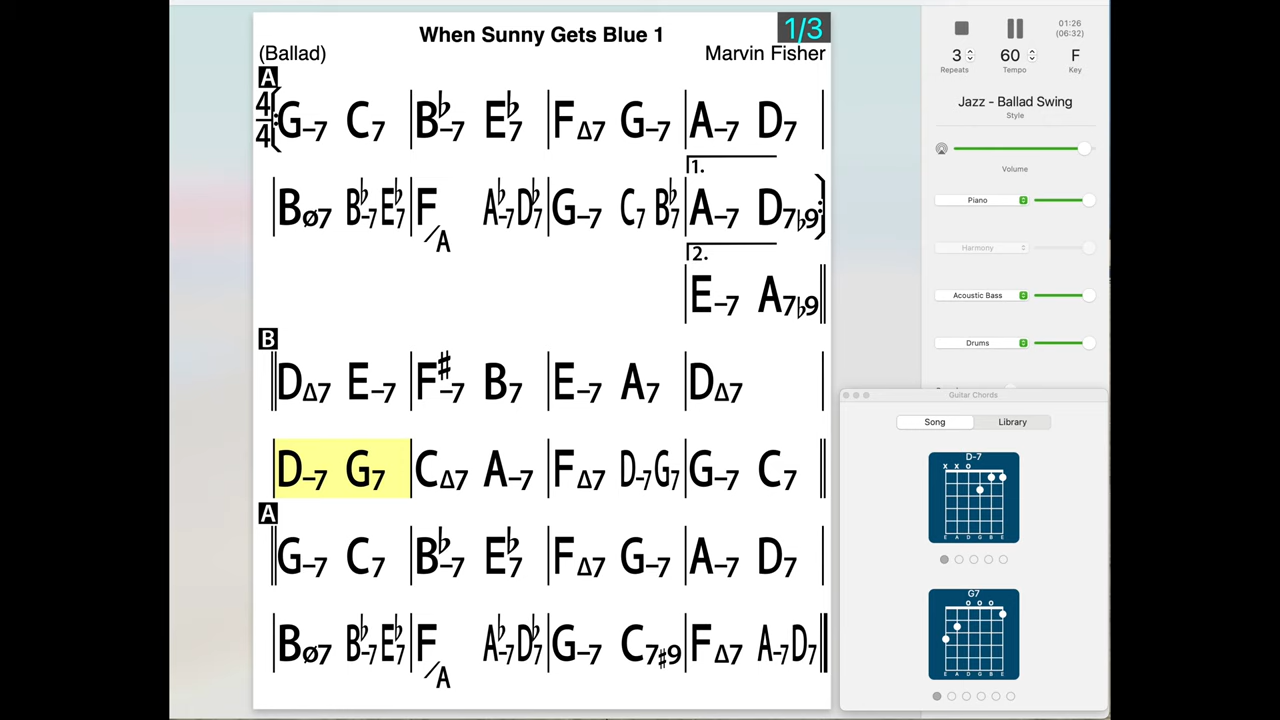 When Sunny Gets Blue 1
1/3
(Ballad)
Marvin Fisher
A
4/4 G–7 C7 B♭–7 E♭7 FΔ7 G–7 A–7 D7
1.
Bø7 B♭–7 E♭7 F/A A♭–7 D♭7 G–7 C7 B♭7 A–7 D7♭9
2.
E–7 A7♭9
B
DΔ7 E–7 F♯–7 B7 E–7 A7 DΔ7
D–7 G7 CΔ7 A–7 FΔ7 D–7 G7 G–7 C7
A
G–7 C7 B♭–7 E♭7 FΔ7 G–7 A–7 D7
Bø7 B♭–7 E♭7 F/A A♭–7 D♭7 G–7 C7♯9 FΔ7 A–7 D7
01:26
(06:32)
3 60 F
Repeats Tempo Key
Jazz - Ballad Swing
Style
Volume
Piano
Harmony
Acoustic Bass
Drums
Guitar Chords
Song Library
D-7
x x o
E A D G B E
G7
o o o
E A D G B E